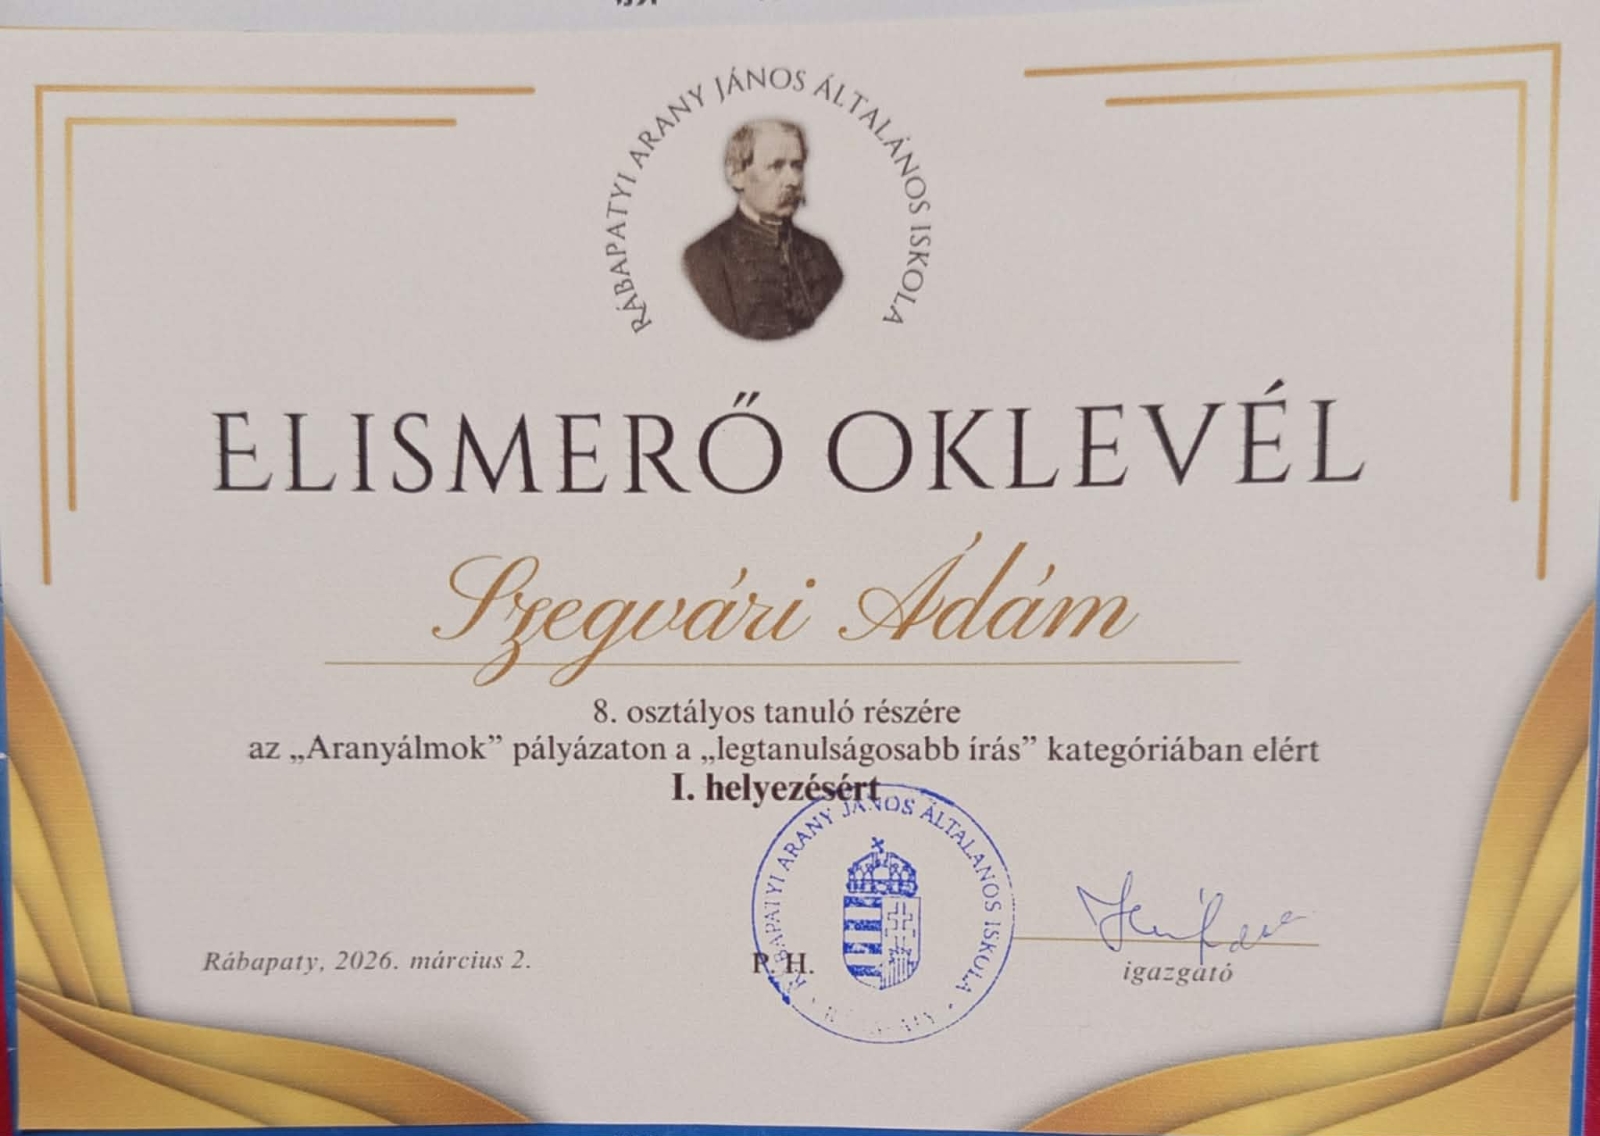 RÁBAPATYI ARANY JÁNOS ÁLTALÁNOS ISKOLA
ELISMERŐ OKLEVÉL
Szegvári Ádám
8. osztályos tanuló részére
az „Aranyálmok” pályázaton a „legtanulságosabb írás” kategóriában elért
I. helyezésért
RÁBAPATYI ARANY JÁNOS ÁLTALÁNOS ISKOLA
Rábapaty, 2026. március 2.
P. H.
igazgató